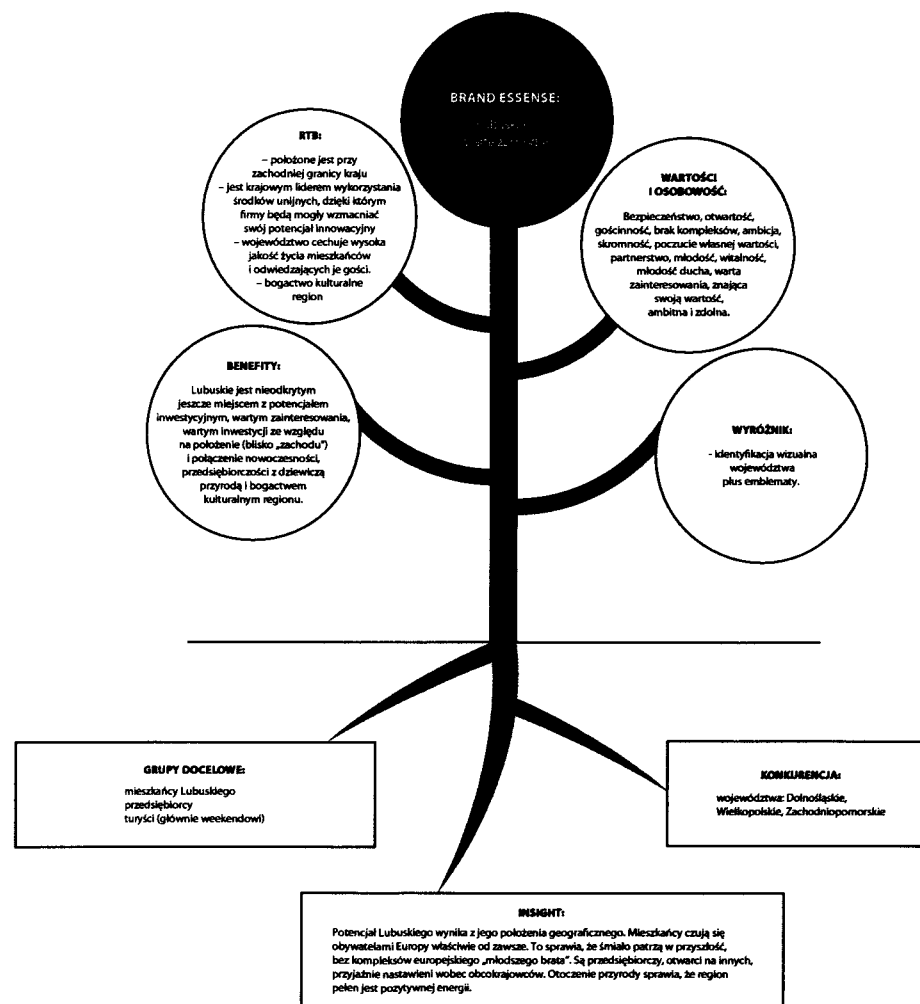 BRAND ESSENSE:
RTB:
– położone jest przy
zachodniej granicy kraju
– jest krajowym liderem wykorzystania
środków unijnych, dzięki którym
firmy będą mogły wzmacniać
swój potencjał innowacyjny
– województwo cechuje wysoka
jakość życia mieszkańców
i odwiedzających je gości.
– bogactwo kulturalne
region
WARTOŚCI
I OSOBOWOŚĆ:
Bezpieczeństwo, otwartość,
gościnność, brak kompleksów, ambicja,
skromność, poczucie własnej wartości,
partnerstwo, młodość, witalność,
młodość ducha, warta
zainteresowania, znająca
swoją wartość,
ambitna i zdolna.
BENEFITY:
Lubuskie jest nieodkrytym
jeszcze miejscem z potencjałem
inwestycyjnym, wartym zainteresowania,
wartym inwestycji ze względu
na położenie (blisko „zachodu")
i połączenie nowoczesności,
przedsiębiorczości z dziewiczą
przyrodą i bogactwem
kulturalnym regionu.
WYRÓŻNIK:
- Identyfikacja wizualna
województwa
plus emblematy.
GRUPY DOCELOWE:
mieszkańcy Lubuskiego
przedsiębiorcy
turyści (głównie weekendowi)
KONKURENCJA:
województwa: Dolnośląskie,
Wielkopolskie, Zachodniopomorskie
INSIGHT:
Potencjał Lubuskiego wynika z jego położenia geograficznego. Mieszkańcy czują się
obywatelami Europy właściwie od zawsze. To sprawia, że śmiało patrzą w przyszłość,
bez kompleksów europejskiego „młodszego brata". Są przedsiębiorczy, otwarci na innych,
przyjaźnie nastawieni wobec obcokrajowców. Otoczenie przyrody sprawia, że region
pełen jest pozytywnej energii.